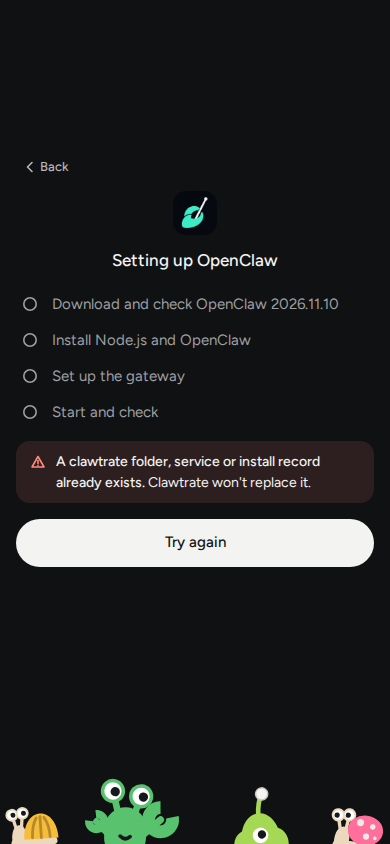 Back
Setting up OpenClaw
Download and check OpenClaw 2026.11.10
Install Node.js and OpenClaw
Set up the gateway
Start and check
A clawtrate folder, service or install record
already exists. Clawtrate won't replace it.
Try again